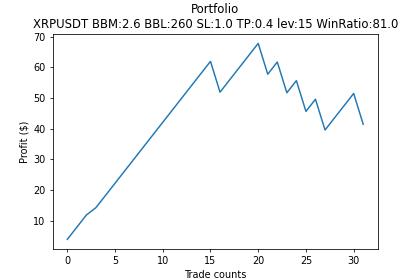 Portfolio
XRPUSDT BBM:2.6 BBL:260 SL:1.0 TP:0.4 lev:15 WinRatio:81.0
Profit ($)
70
60
50
40
30
20
10
0 5 10 15 20 25 30
Trade counts